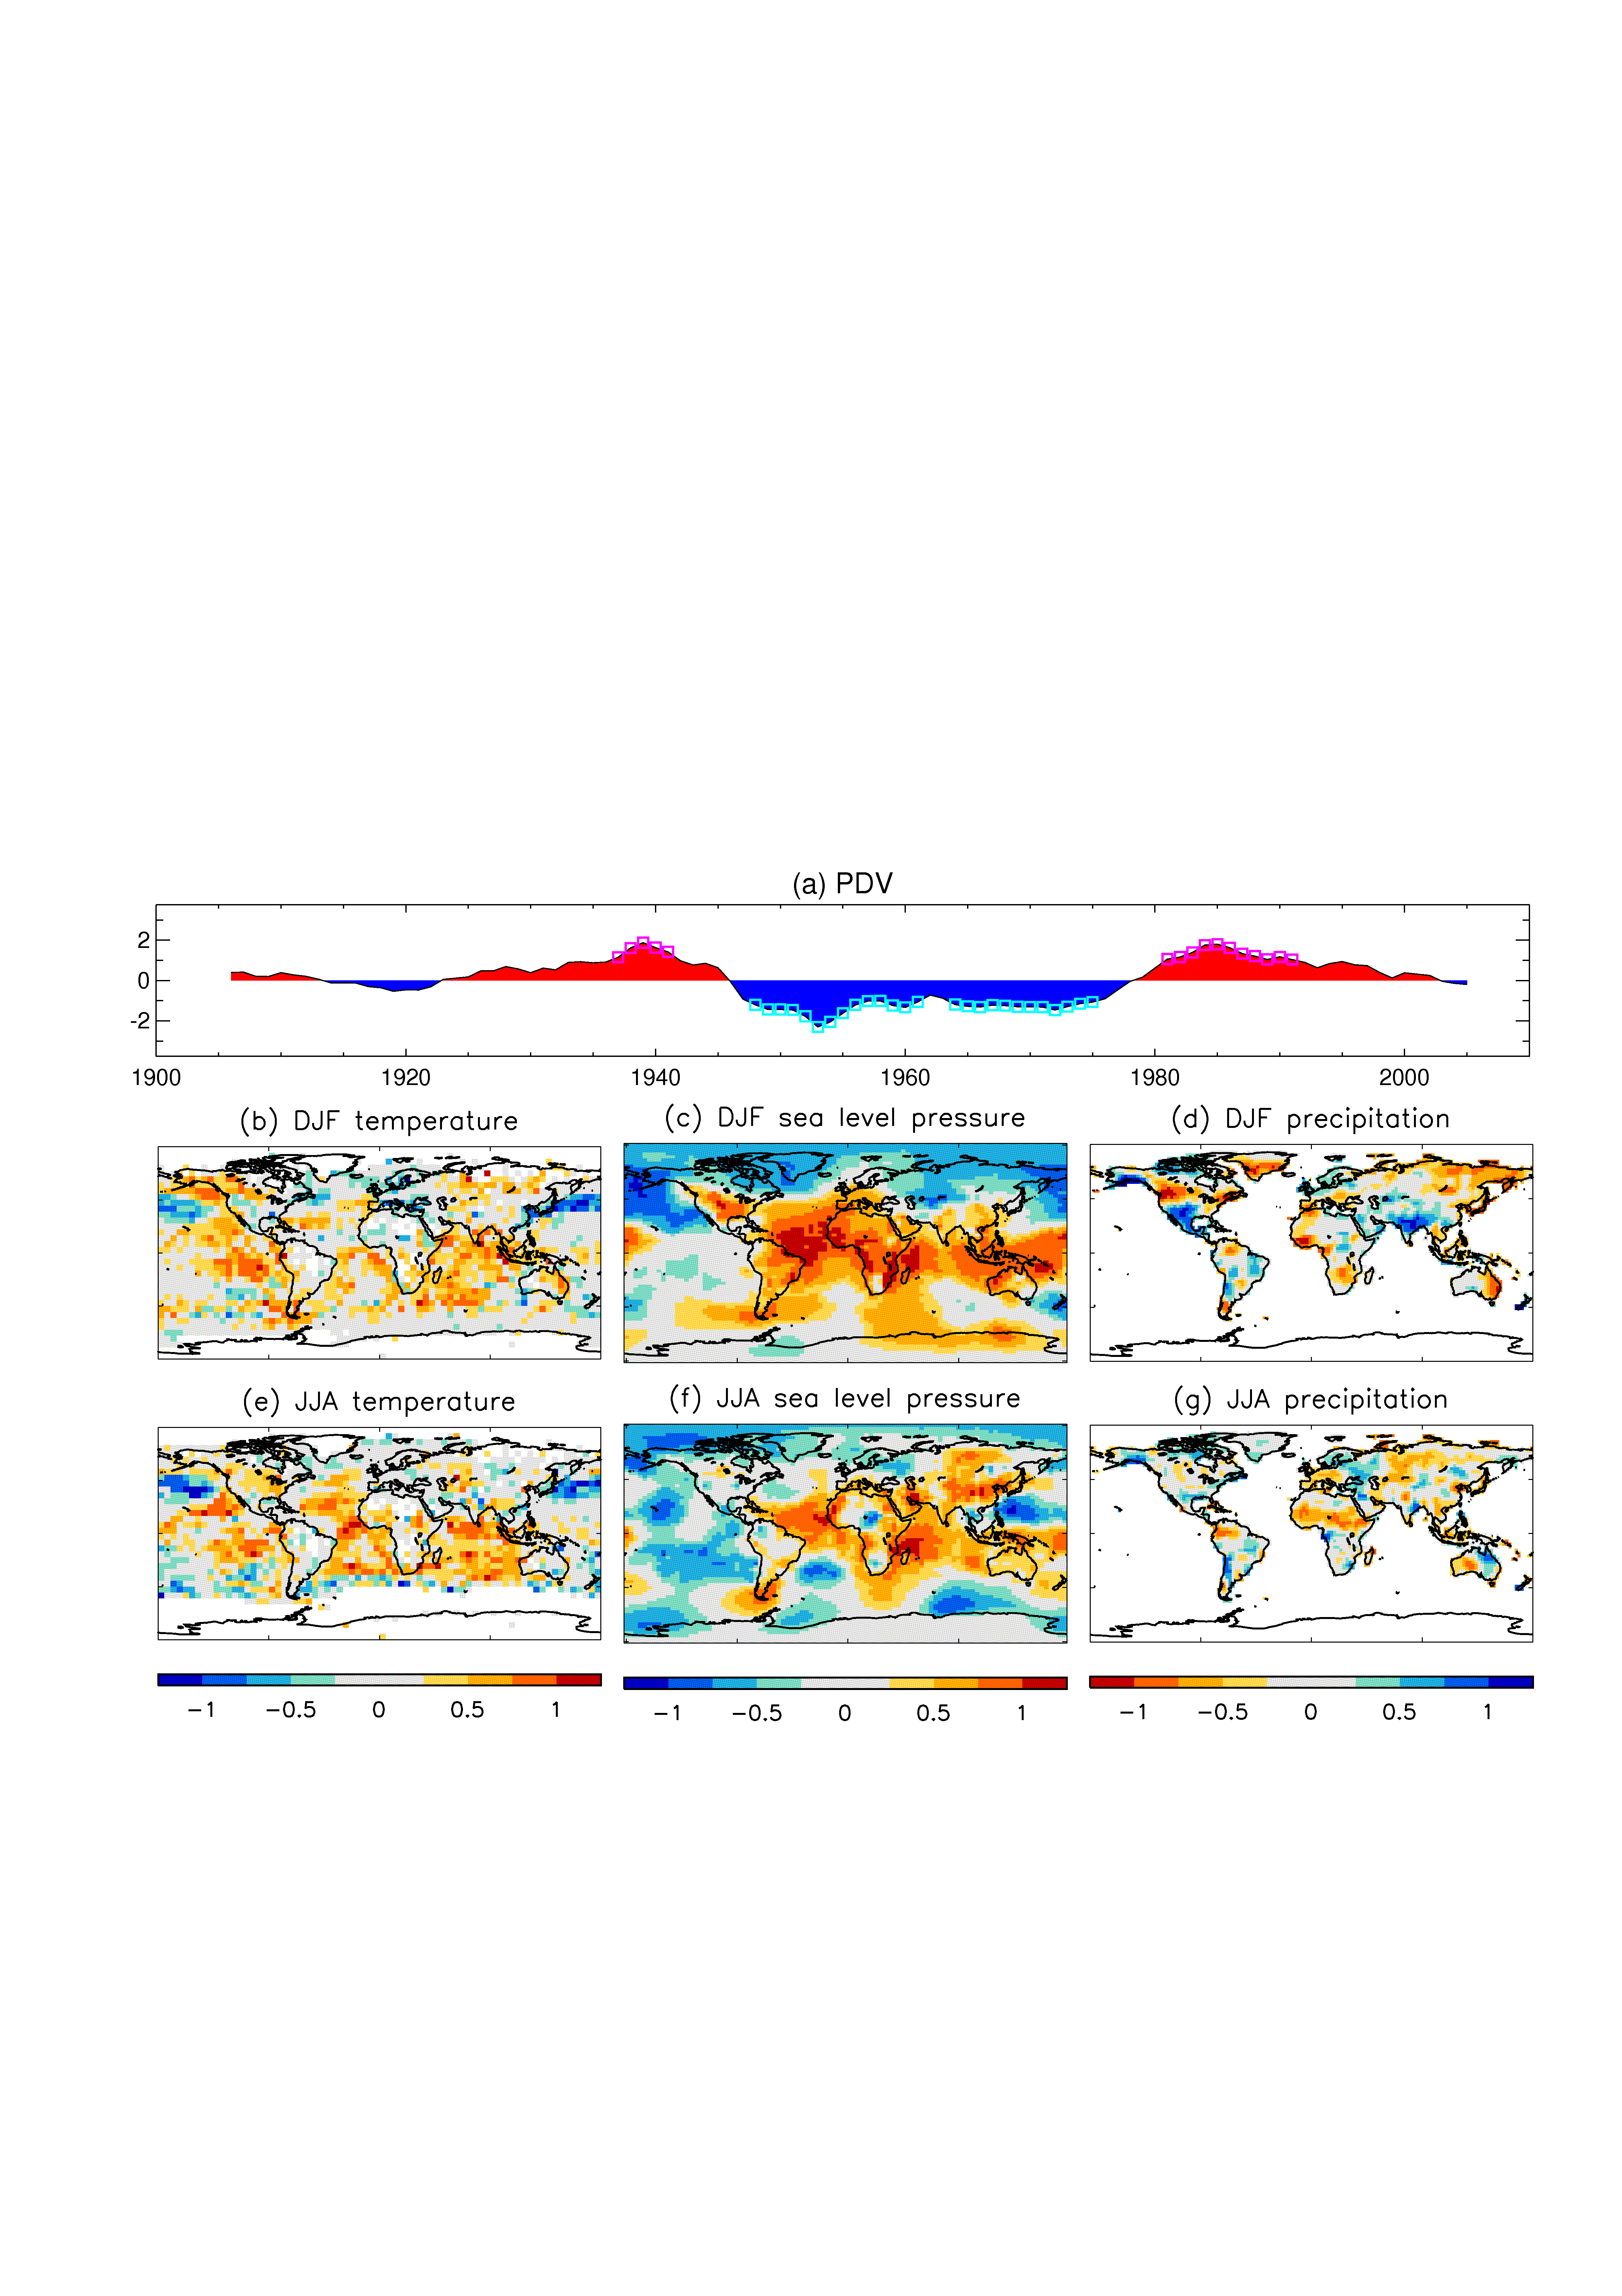 (a) PDV
2
0
-2
1900 1920 1940 1960 1980 2000
(b) DJF temperature (c) DJF sea level pressure (d) DJF precipitation
(e) JJA temperature (f) JJA sea level pressure (g) JJA precipitation
-1 -0.5 0 0.5 1 -1 -0.5 0 0.5 1 -1 -0.5 0 0.5 1